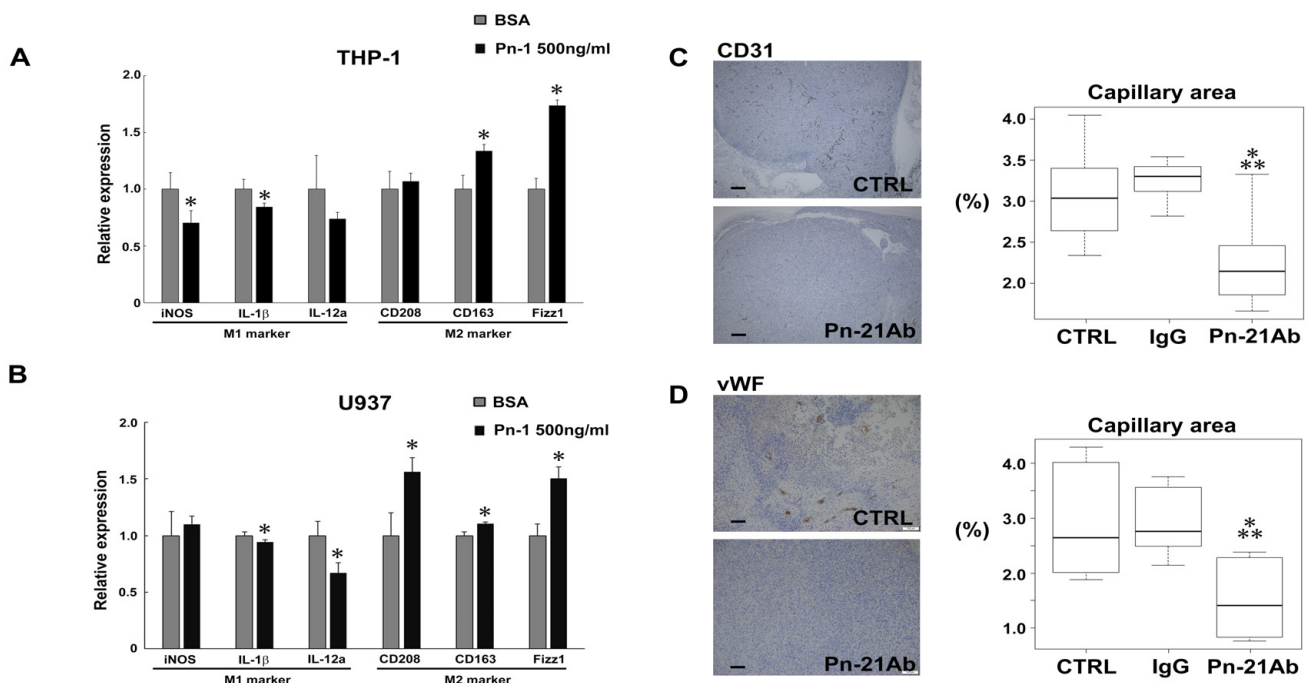 BSA
Pn-1 500ng/ml
A
THP-1
Relative expression
2.0
1.5
1.0
0.5
0
* * * *
iNOS IL-1β IL-12a CD208 CD163 Fizz1
M1 marker M2 marker
B
U937
BSA
Pn-1 500ng/ml
Relative expression
2.0
1.5
1.0
0.5
0
* * * * *
iNOS IL-1β IL-12a CD208 CD163 Fizz1
M1 marker M2 marker
C
CD31
CTRL
Pn-21Ab
Capillary area
(%)
4.0
3.5
3.0
2.5
2.0
*
**
CTRL IgG Pn-21Ab
D
vWF
CTRL
Pn-21Ab
Capillary area
(%)
4.0
3.0
2.0
1.0
*
**
CTRL IgG Pn-21Ab